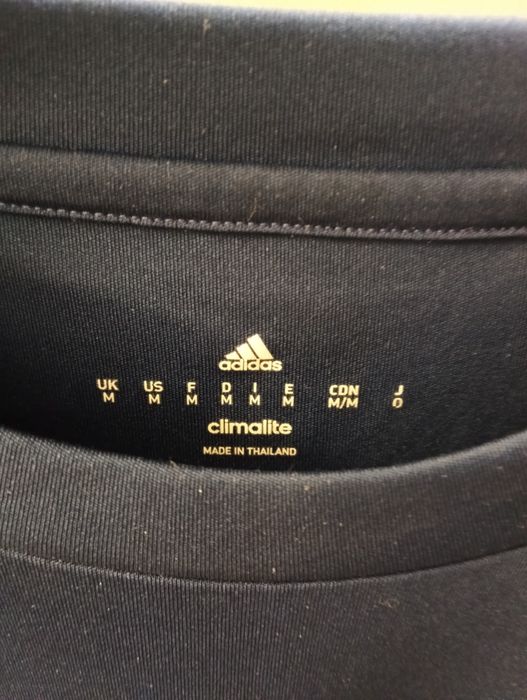 adidas
UK US F D I E CDN J
M M M M M M M/M O
climalite
MADE IN THAILAND